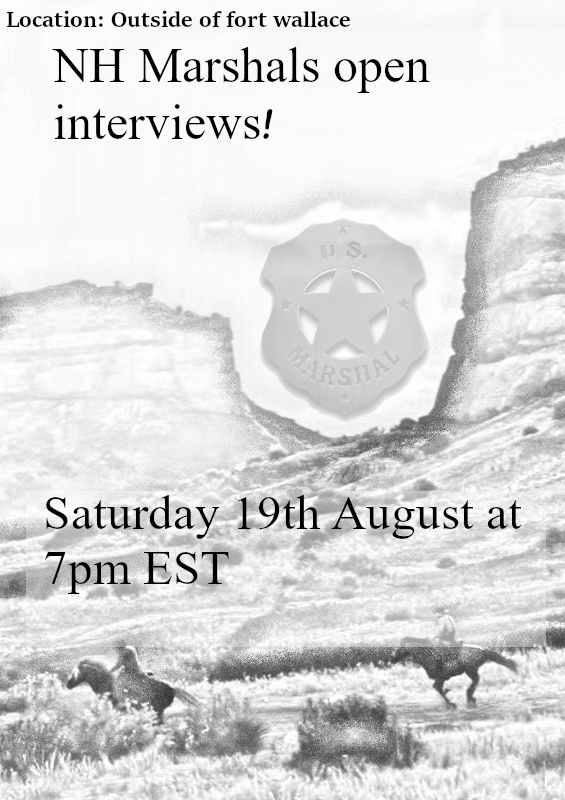 Location: Outside of fort wallace
NH Marshals open
interviews!
U.S.
MARSHAL
Saturday 19th August at
7pm EST